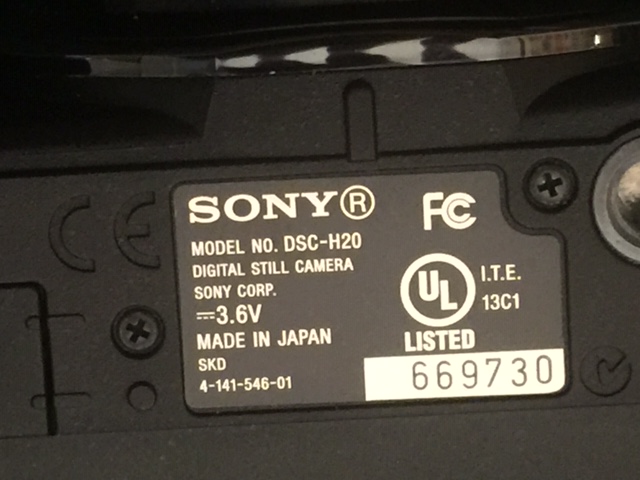 SONY®
MODEL NO. DSC-H20
DIGITAL STILL CAMERA
SONY CORP.
⎓3.6V
MADE IN JAPAN
SKD
4-141-546-01
FC
UL
I.T.E.
13C1
LISTED
669730
CE